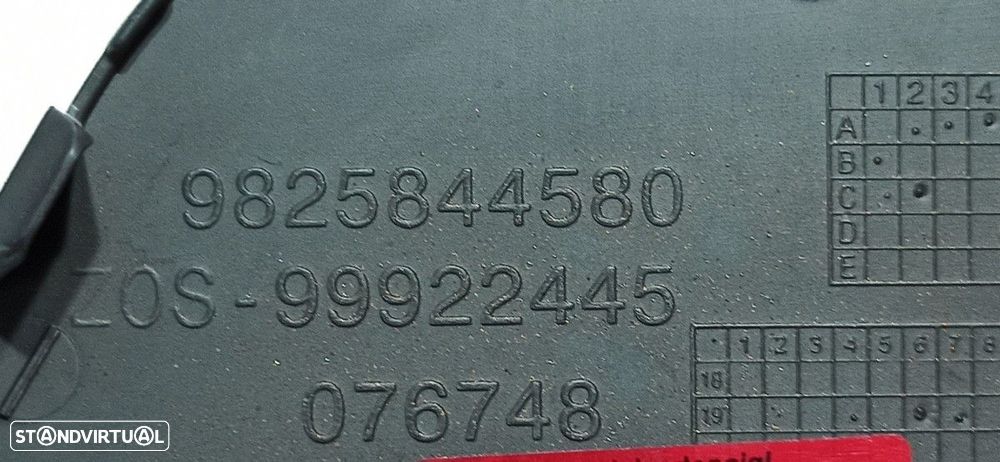 9825844580
ZOS-99922445
076748
1 2 3 4
A
B
C
D
E
1 2 3 4 5 6 7 8
18
19
STANDVIRTUAL